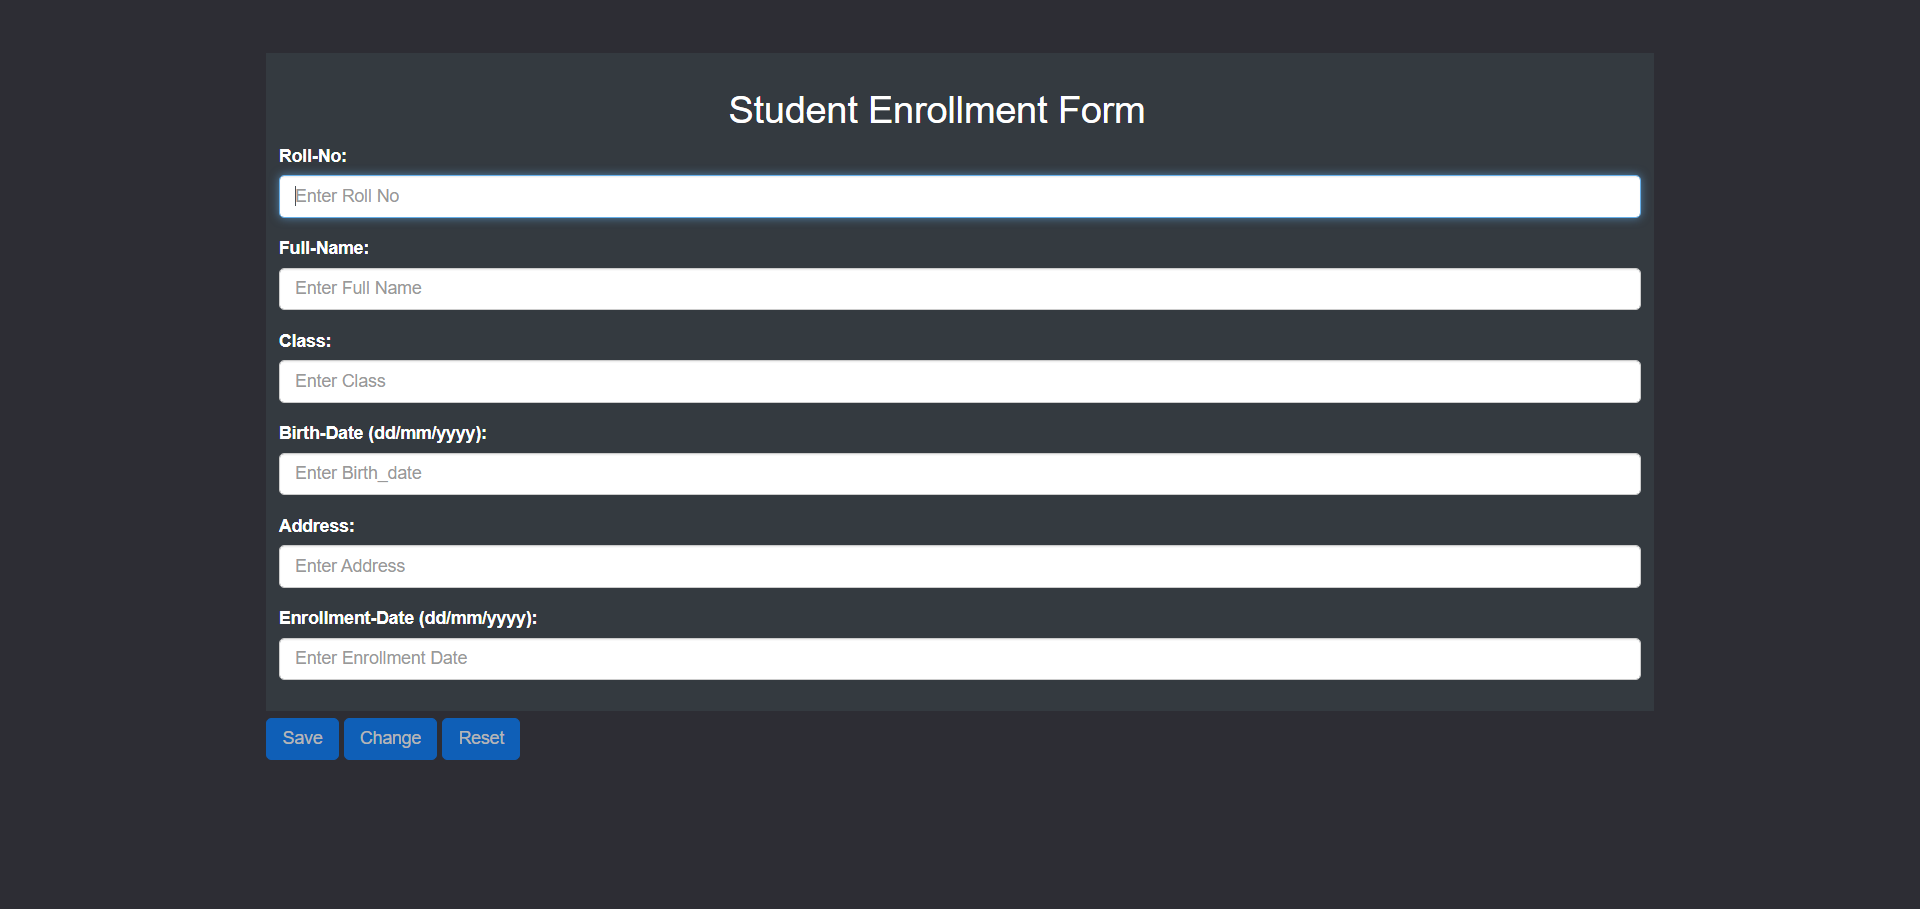 Student Enrollment Form
Roll-No:
Enter Roll No
Full-Name:
Enter Full Name
Class:
Enter Class
Birth-Date (dd/mm/yyyy):
Enter Birth_date
Address:
Enter Address
Enrollment-Date (dd/mm/yyyy):
Enter Enrollment Date
Save Change Reset